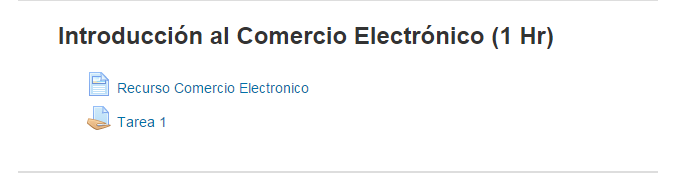 Introducción al Comercio Electrónico (1 Hr)
Recurso Comercio Electronico
Tarea 1